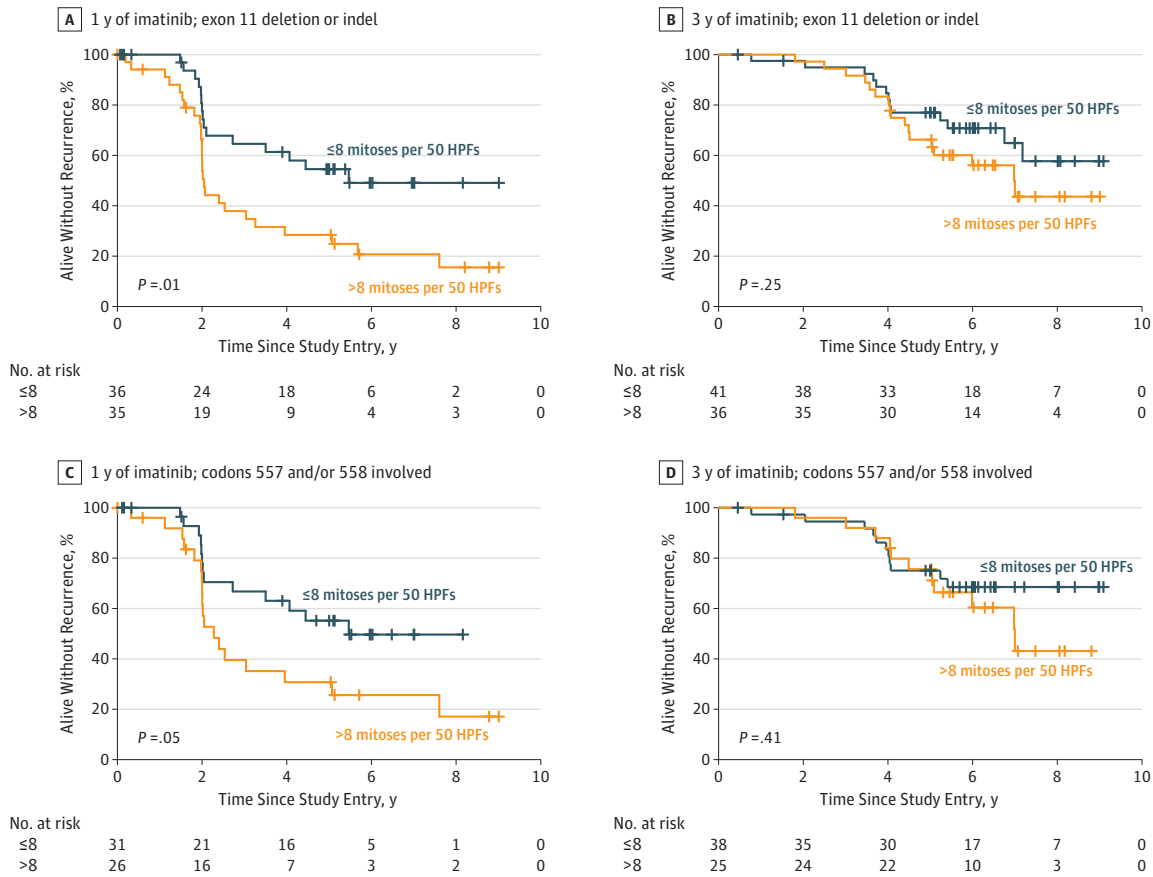 A 1 y of imatinib; exon 11 deletion or indel
Alive Without Recurrence, %
100
80
60
40
20
0
≤8 mitoses per 50 HPFs
>8 mitoses per 50 HPFs
P =.01
0 2 4 6 8 10
Time Since Study Entry, y
No. at risk
≤8 36 24 18 6 2 0
>8 35 19 9 4 3 0
B 3 y of imatinib; exon 11 deletion or indel
Alive Without Recurrence, %
100
80
60
40
20
0
≤8 mitoses per 50 HPFs
>8 mitoses per 50 HPFs
P =.25
0 2 4 6 8 10
Time Since Study Entry, y
No. at risk
≤8 41 38 33 18 7 0
>8 36 35 30 14 4 0
C 1 y of imatinib; codons 557 and/or 558 involved
Alive Without Recurrence, %
100
80
60
40
20
0
≤8 mitoses per 50 HPFs
>8 mitoses per 50 HPFs
P =.05
0 2 4 6 8 10
Time Since Study Entry, y
No. at risk
≤8 31 21 16 5 1 0
>8 26 16 7 3 2 0
D 3 y of imatinib; codons 557 and/or 558 involved
Alive Without Recurrence, %
100
80
60
40
20
0
≤8 mitoses per 50 HPFs
>8 mitoses per 50 HPFs
P =.41
0 2 4 6 8 10
Time Since Study Entry, y
No. at risk
≤8 38 35 30 17 7 0
>8 25 24 22 10 3 0